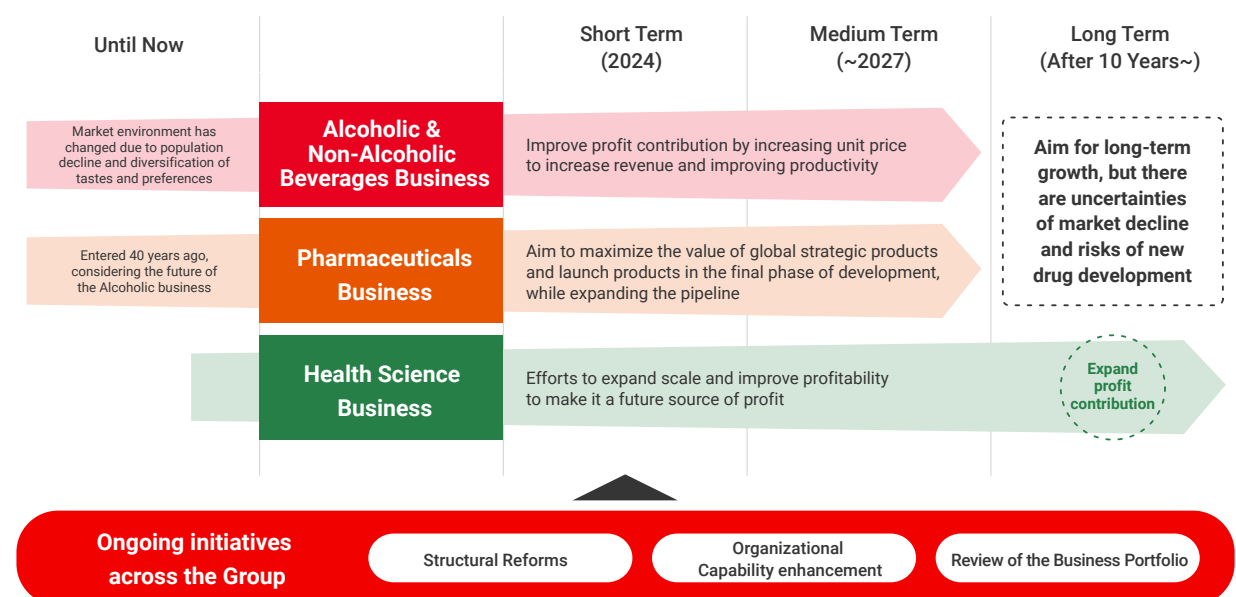 Until Now
Short Term
(2024)
Medium Term
(~2027)
Long Term
(After 10 Years~)
Market environment has
changed due to population
decline and diversification of
tastes and preferences
Alcoholic &
Non-Alcoholic
Beverages Business
Improve profit contribution by increasing unit price
to increase revenue and improving productivity
Aim for long-term
growth, but there
are uncertainties
of market decline
and risks of new
drug development
Entered 40 years ago,
considering the future of
the Alcoholic business
Pharmaceuticals
Business
Aim to maximize the value of global strategic products
and launch products in the final phase of development,
while expanding the pipeline
Health Science
Business
Efforts to expand scale and improve profitability
to make it a future source of profit
Expand
profit
contribution
Ongoing initiatives
across the Group
Structural Reforms
Organizational
Capability enhancement
Review of the Business Portfolio